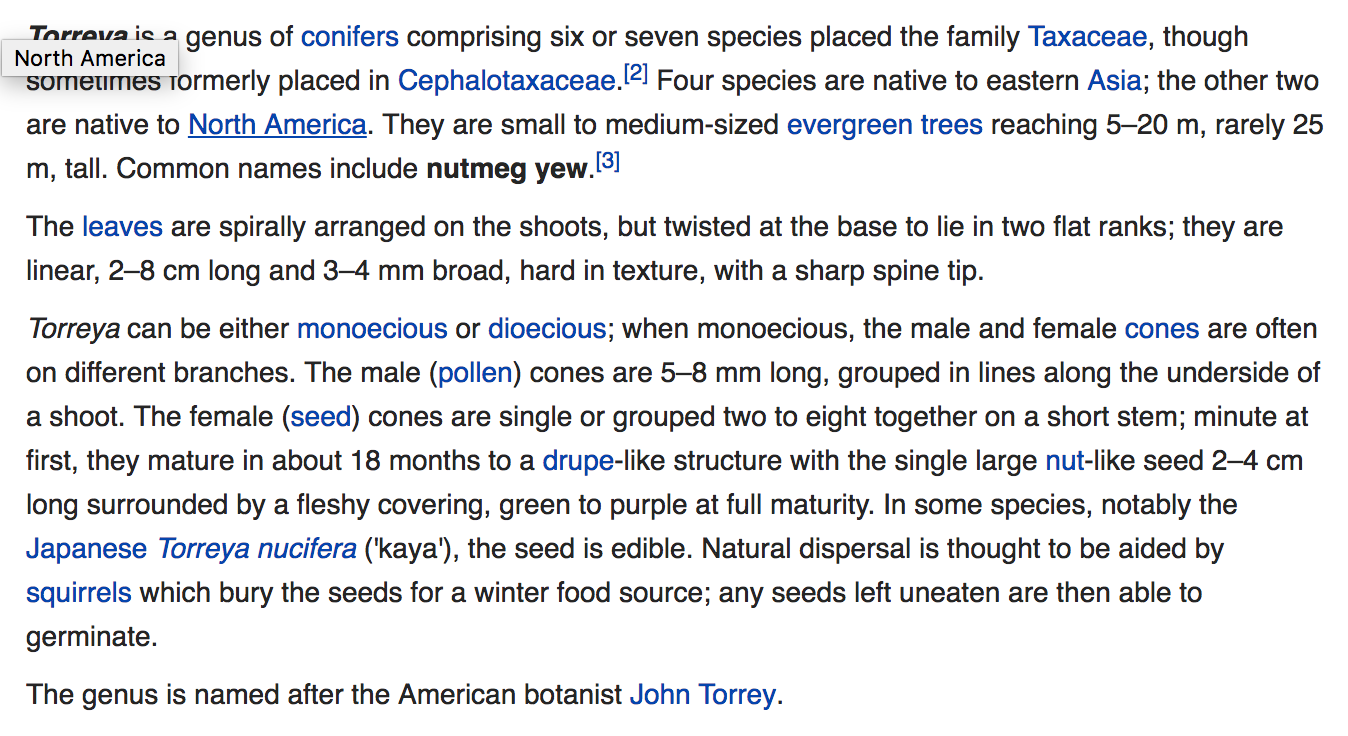 Torreya is a genus of conifers comprising six or seven species placed the family Taxaceae, though
North America
sometimes formerly placed in Cephalotaxaceae.[2] Four species are native to eastern Asia; the other two
are native to North America. They are small to medium-sized evergreen trees reaching 5–20 m, rarely 25
m, tall. Common names include nutmeg yew.[3]
The leaves are spirally arranged on the shoots, but twisted at the base to lie in two flat ranks; they are
linear, 2–8 cm long and 3–4 mm broad, hard in texture, with a sharp spine tip.
Torreya can be either monoecious or dioecious; when monoecious, the male and female cones are often
on different branches. The male (pollen) cones are 5–8 mm long, grouped in lines along the underside of
a shoot. The female (seed) cones are single or grouped two to eight together on a short stem; minute at
first, they mature in about 18 months to a drupe-like structure with the single large nut-like seed 2–4 cm
long surrounded by a fleshy covering, green to purple at full maturity. In some species, notably the
Japanese Torreya nucifera ('kaya'), the seed is edible. Natural dispersal is thought to be aided by
squirrels which bury the seeds for a winter food source; any seeds left uneaten are then able to
germinate.
The genus is named after the American botanist John Torrey.